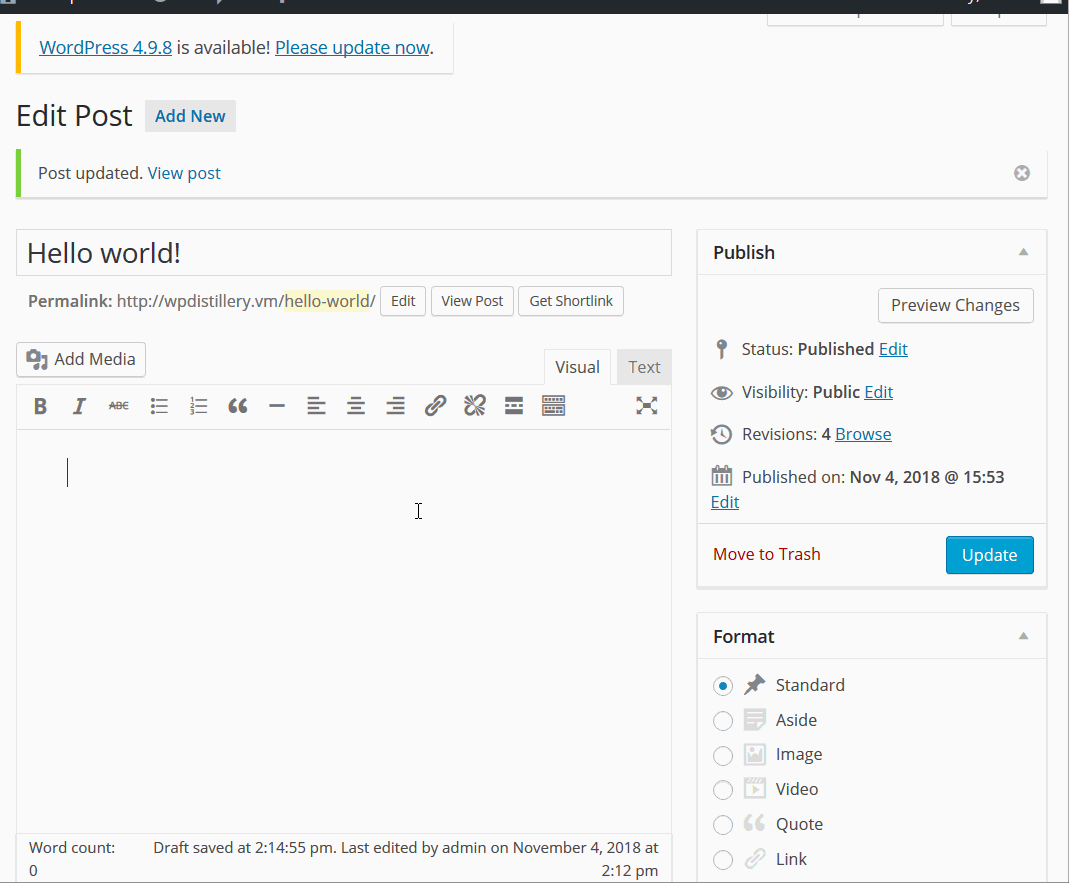 WordPress 4.9.8 is available! Please update now.
Edit Post Add New
Post updated. View post
Hello world!
Permalink: http://wpdistillery.vm/hello-world/ Edit View Post Get Shortlink
Add Media
Visual Text
B I ABC
Word count: 0
Draft saved at 2:14:55 pm. Last edited by admin on November 4, 2018 at
2:12 pm
Publish
Preview Changes
Status: Published Edit
Visibility: Public Edit
Revisions: 4 Browse
Published on: Nov 4, 2018 @ 15:53
Edit
Move to Trash Update
Format
Standard
Aside
Image
Video
Quote
Link